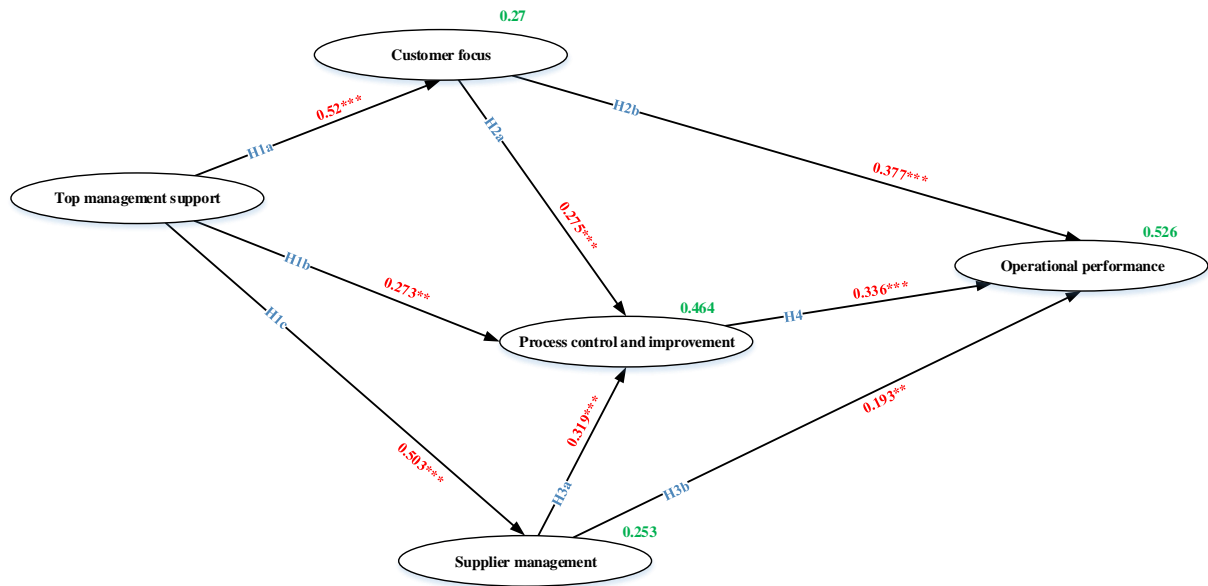 0.27
Customer focus
0.52***
H1a
H2a
H2b
0.377***
Top management support
0.275***
0.526
Operational performance
H1b
0.273**
0.336***
H4
0.464
Process control and improvement
H1c
0.193**
0.319***
0.503***
H3a
H3b
0.253
Supplier management